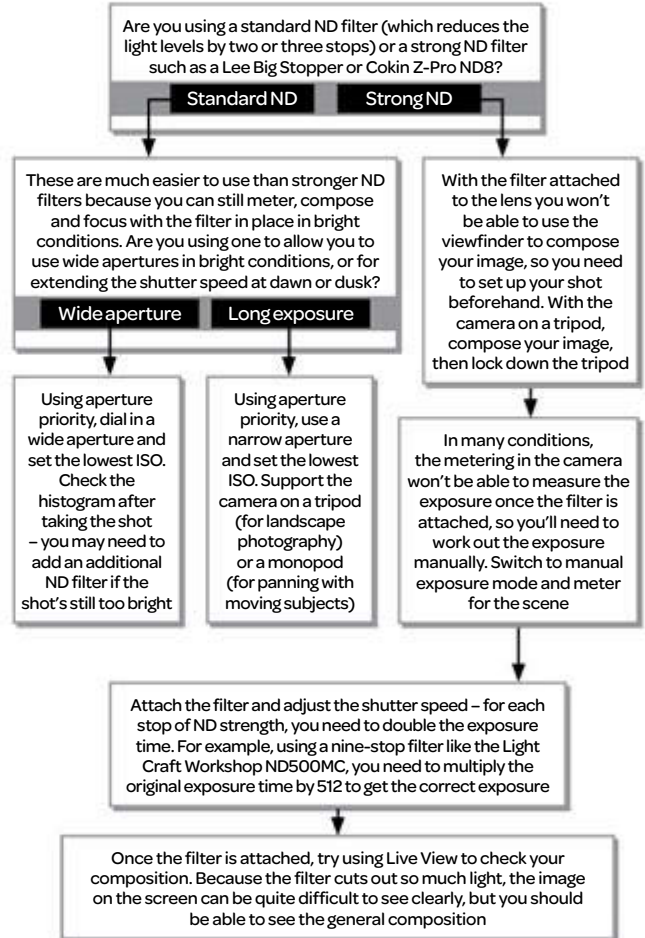 Are you using a standard ND filter (which reduces the
light levels by two or three stops) or a strong ND filter
such as a Lee Big Stopper or Cokin Z-Pro ND8?
Standard ND
Strong ND
These are much easier to use than stronger ND
filters because you can still meter, compose
and focus with the filter in place in bright
conditions. Are you using one to allow you to
use wide apertures in bright conditions, or for
extending the shutter speed at dawn or dusk?
Wide aperture
Long exposure
Using aperture
priority, dial in a
wide aperture and
set the lowest ISO.
Check the
histogram after
taking the shot
– you may need to
add an additional
ND filter if the
shot's still too bright
Using aperture
priority, use a
narrow aperture
and set the lowest
ISO. Support the
camera on a tripod
(for landscape
photography)
or a monopod
(for panning with
moving subjects)
With the filter attached
to the lens you won't
be able to use the
viewfinder to compose
your image, so you need
to set up your shot
beforehand. With the
camera on a tripod,
compose your image,
then lock down the tripod
In many conditions,
the metering in the camera
won't be able to measure the
exposure once the filter is
attached, so you'll need to
work out the exposure
manually. Switch to manual
exposure mode and meter
for the scene
Attach the filter and adjust the shutter speed – for each
stop of ND strength, you need to double the exposure
time. For example, using a nine-stop filter like the Light
Craft Workshop ND500MC, you need to multiply the
original exposure time by 512 to get the correct exposure
Once the filter is attached, try using Live View to check your
composition. Because the filter cuts out so much light, the image
on the screen can be quite difficult to see clearly, but you should
be able to see the general composition